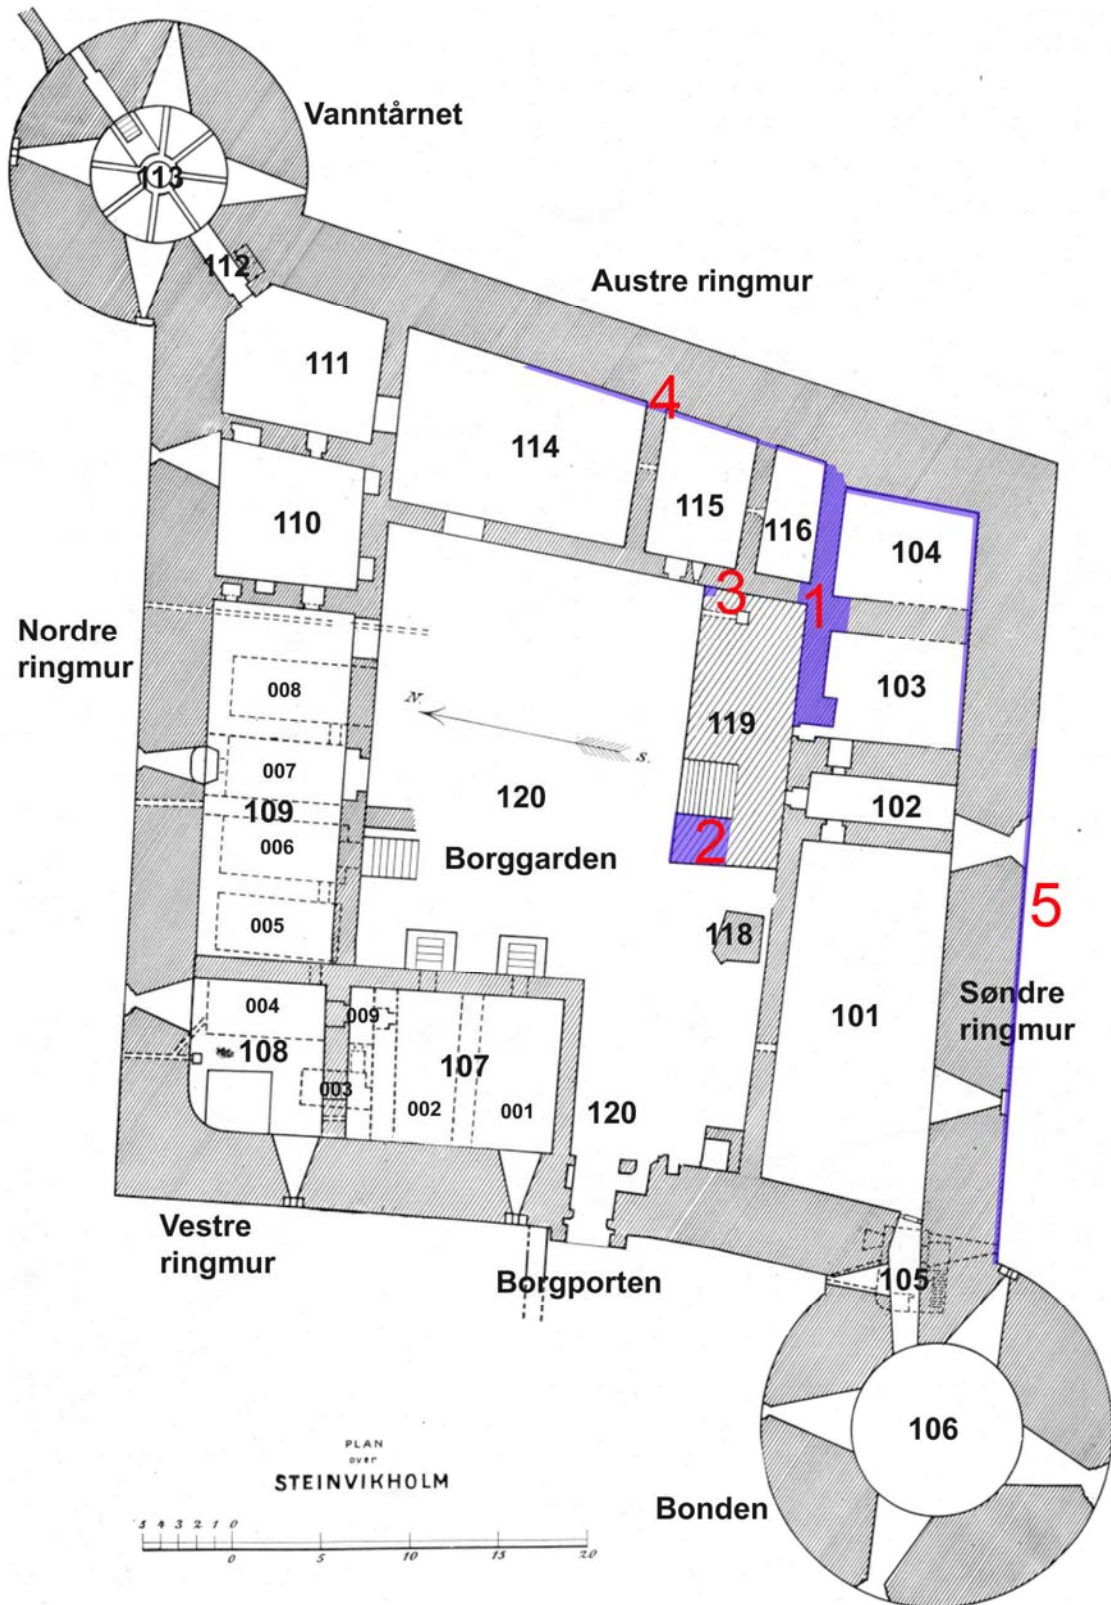 Vanntårnet
113
112
Austre ringmur
111
4
114
115
116
104
110
3
1
Nordre
ringmur
008
103
N.
S.
119
007
120
102
109
006
2
Borggarden
5
005
118
004
009
101
Søndre
ringmur
108
107
003
002
001
120
Vestre
ringmur
Borgporten
105
106
PLAN
over
STEINVIKHOLM
Bonden
5 4 3 2 1 0
0 5 10 15 20